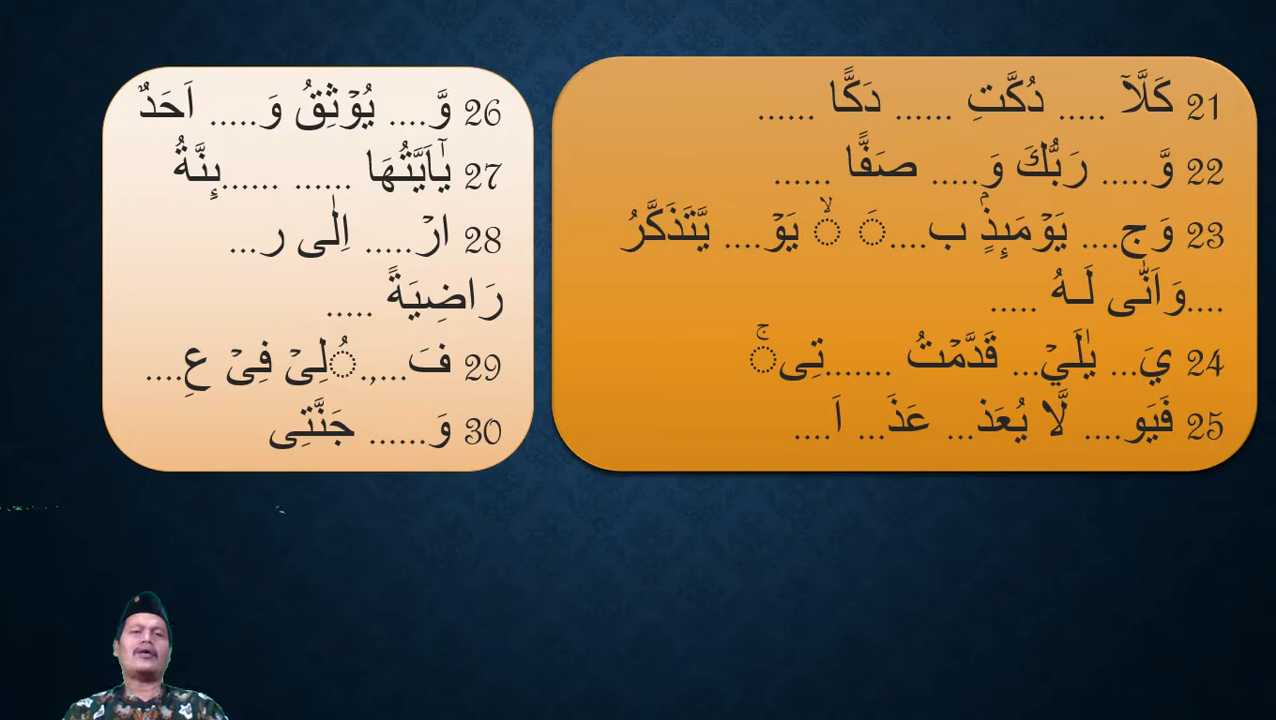 21 كَلَّآ ..... دُكَّتِ ...... دَكًّا ......
22 وَّ..... رَبُّكَ وَ..... صَفًّا ......
23 وَج.... يَوْمَٮِٕذٍۢ ب....◌َ ◌ۙ يَوْ.... يَّتَذَكَّرُ
....وَاَنّٰى لَـهُ .....
24 يَ... يٰلَيْ... قَدَّمْتُ .......تِى◌ۚ
25 فَيَو.... لَّا يُعَذ... عَذَ... اَ....
26 وَّ.... يُوْثِقُ وَ..... اَحَدٌ
27 يٰۤاَيَّتُهَا ...... ......ٮِٕنَّةُ
28 ارْ..... اِلٰى ر...
رَاضِيَةً .....
29 فَ...,.◌ُلِىْ فِىْ عِ....
30 وَ...... جَنَّتِى